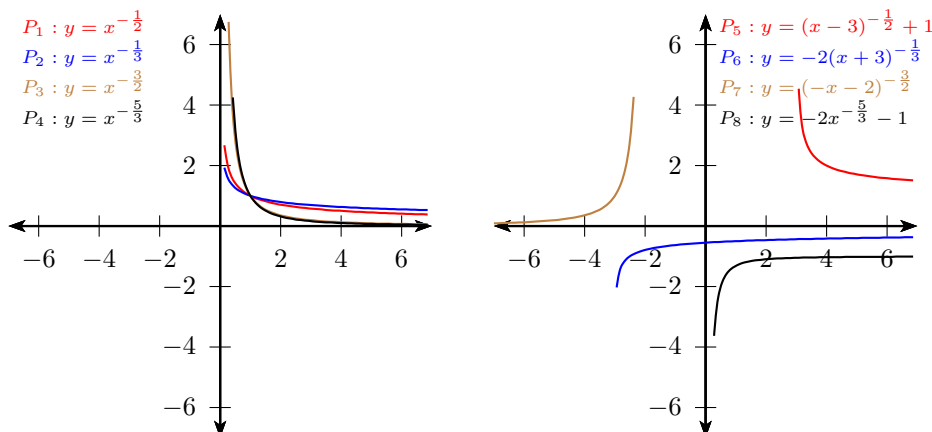 P₁ : y = x^{-1/2}
P₂ : y = x^{-1/3}
P₃ : y = x^{-3/2}
P₄ : y = x^{-5/3}
6
4
2
−6 −4 −2 2 4 6
−2
−4
−6
P₅ : y = (x − 3)^{-1/2} + 1
P₆ : y = −2(x + 3)^{-1/3}
P₇ : y = (−x − 2)^{-3/2}
P₈ : y = −2x^{-5/3} − 1
6
4
2
−6 −4 −2 2 4 6
−2
−4
−6